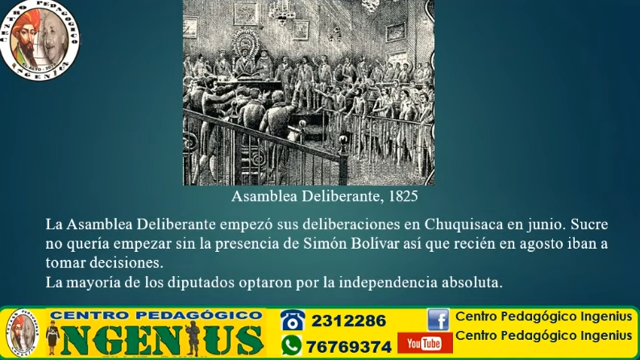 Asamblea Deliberante, 1825
La Asamblea Deliberante empezó sus deliberaciones en Chuquisaca en junio. Sucre
no quería empezar sin la presencia de Simón Bolívar así que recién en agosto iban a
tomar decisiones.
La mayoría de los diputados optaron por la independencia absoluta.
CENTRO PEDAGÓGICO
INGENIUS
2312286
76769374
Centro Pedagógico Ingenius
YouTube
Centro Pedagógico Ingenius